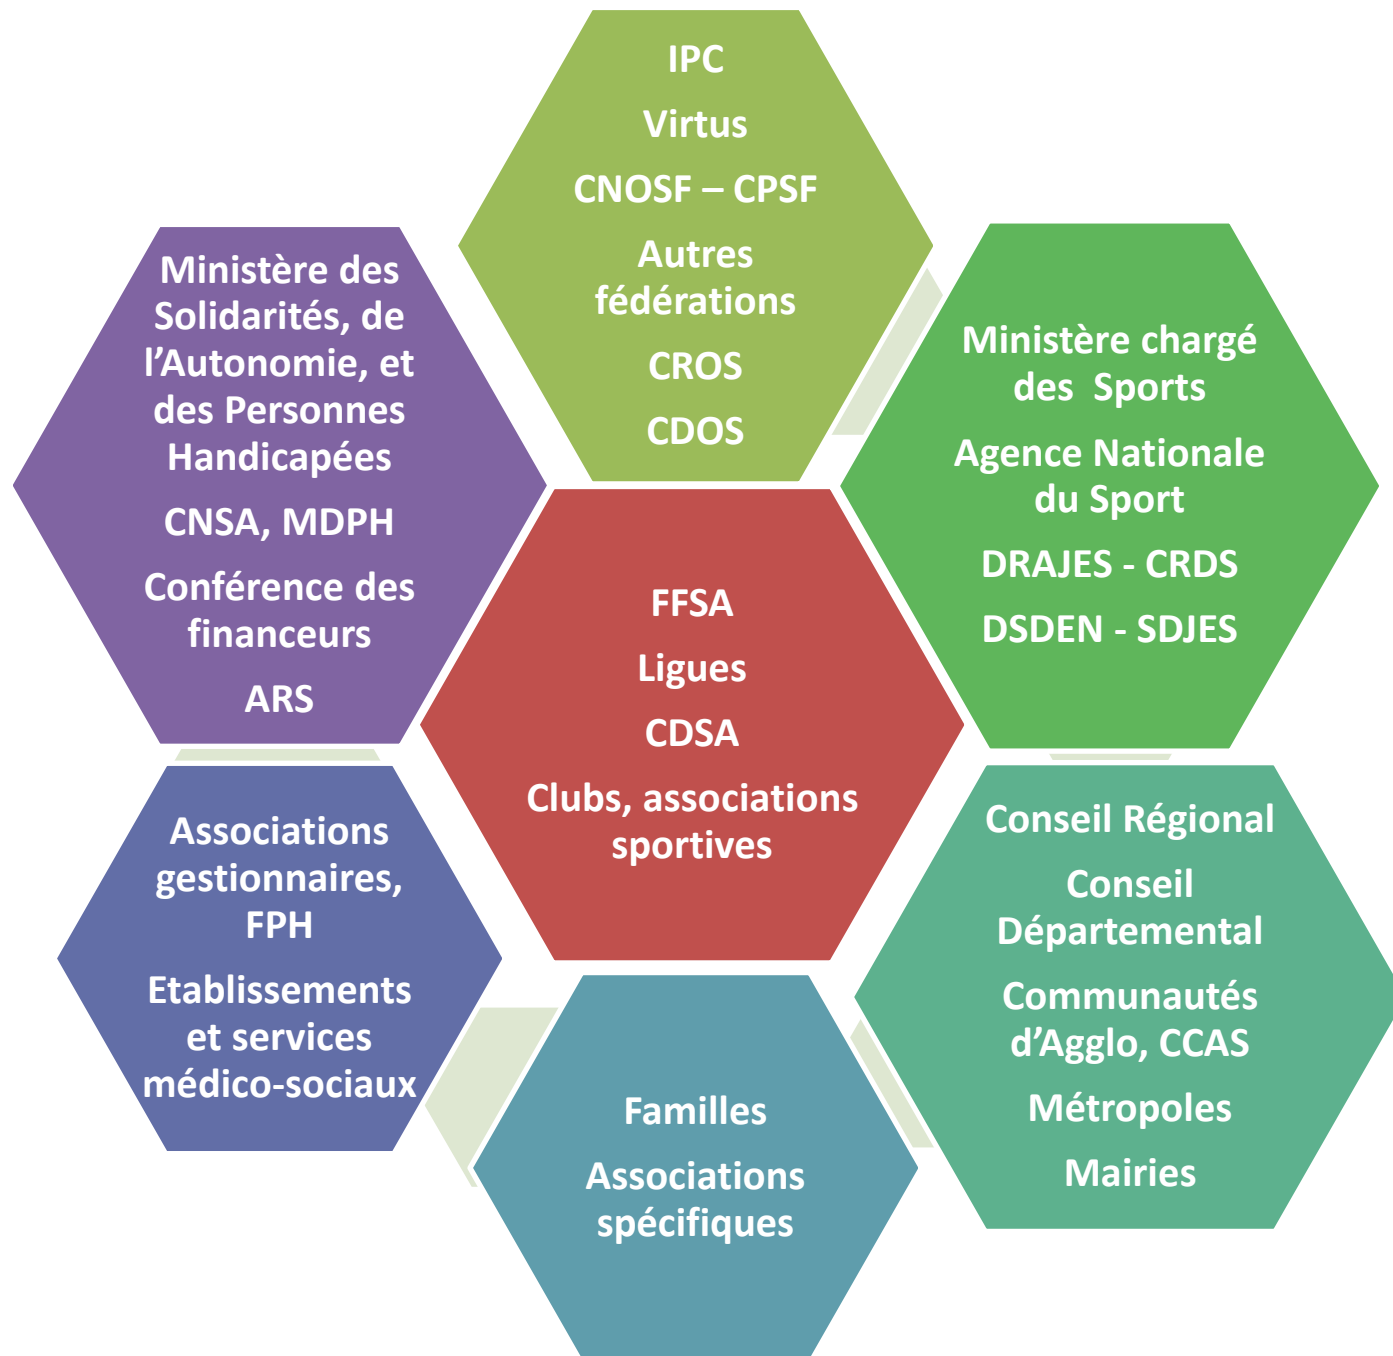 IPC
Virtus
CNOSF – CPSF
Autres
fédérations
CROS
CDOS
Ministère des
Solidarités, de
l’Autonomie, et
des Personnes
Handicapées
CNSA, MDPH
Conférence des
financeurs
ARS
Ministère chargé
des  Sports
Agence Nationale
du Sport
DRAJES - CRDS
DSDEN - SDJES
FFSA
Ligues
CDSA
Clubs, associations
sportives
Associations
gestionnaires,
FPH
Etablissements
et services
médico-sociaux
Conseil Régional
Conseil
Départemental
Communautés
d’Agglo, CCAS
Métropoles
Mairies
Familles
Associations
spécifiques